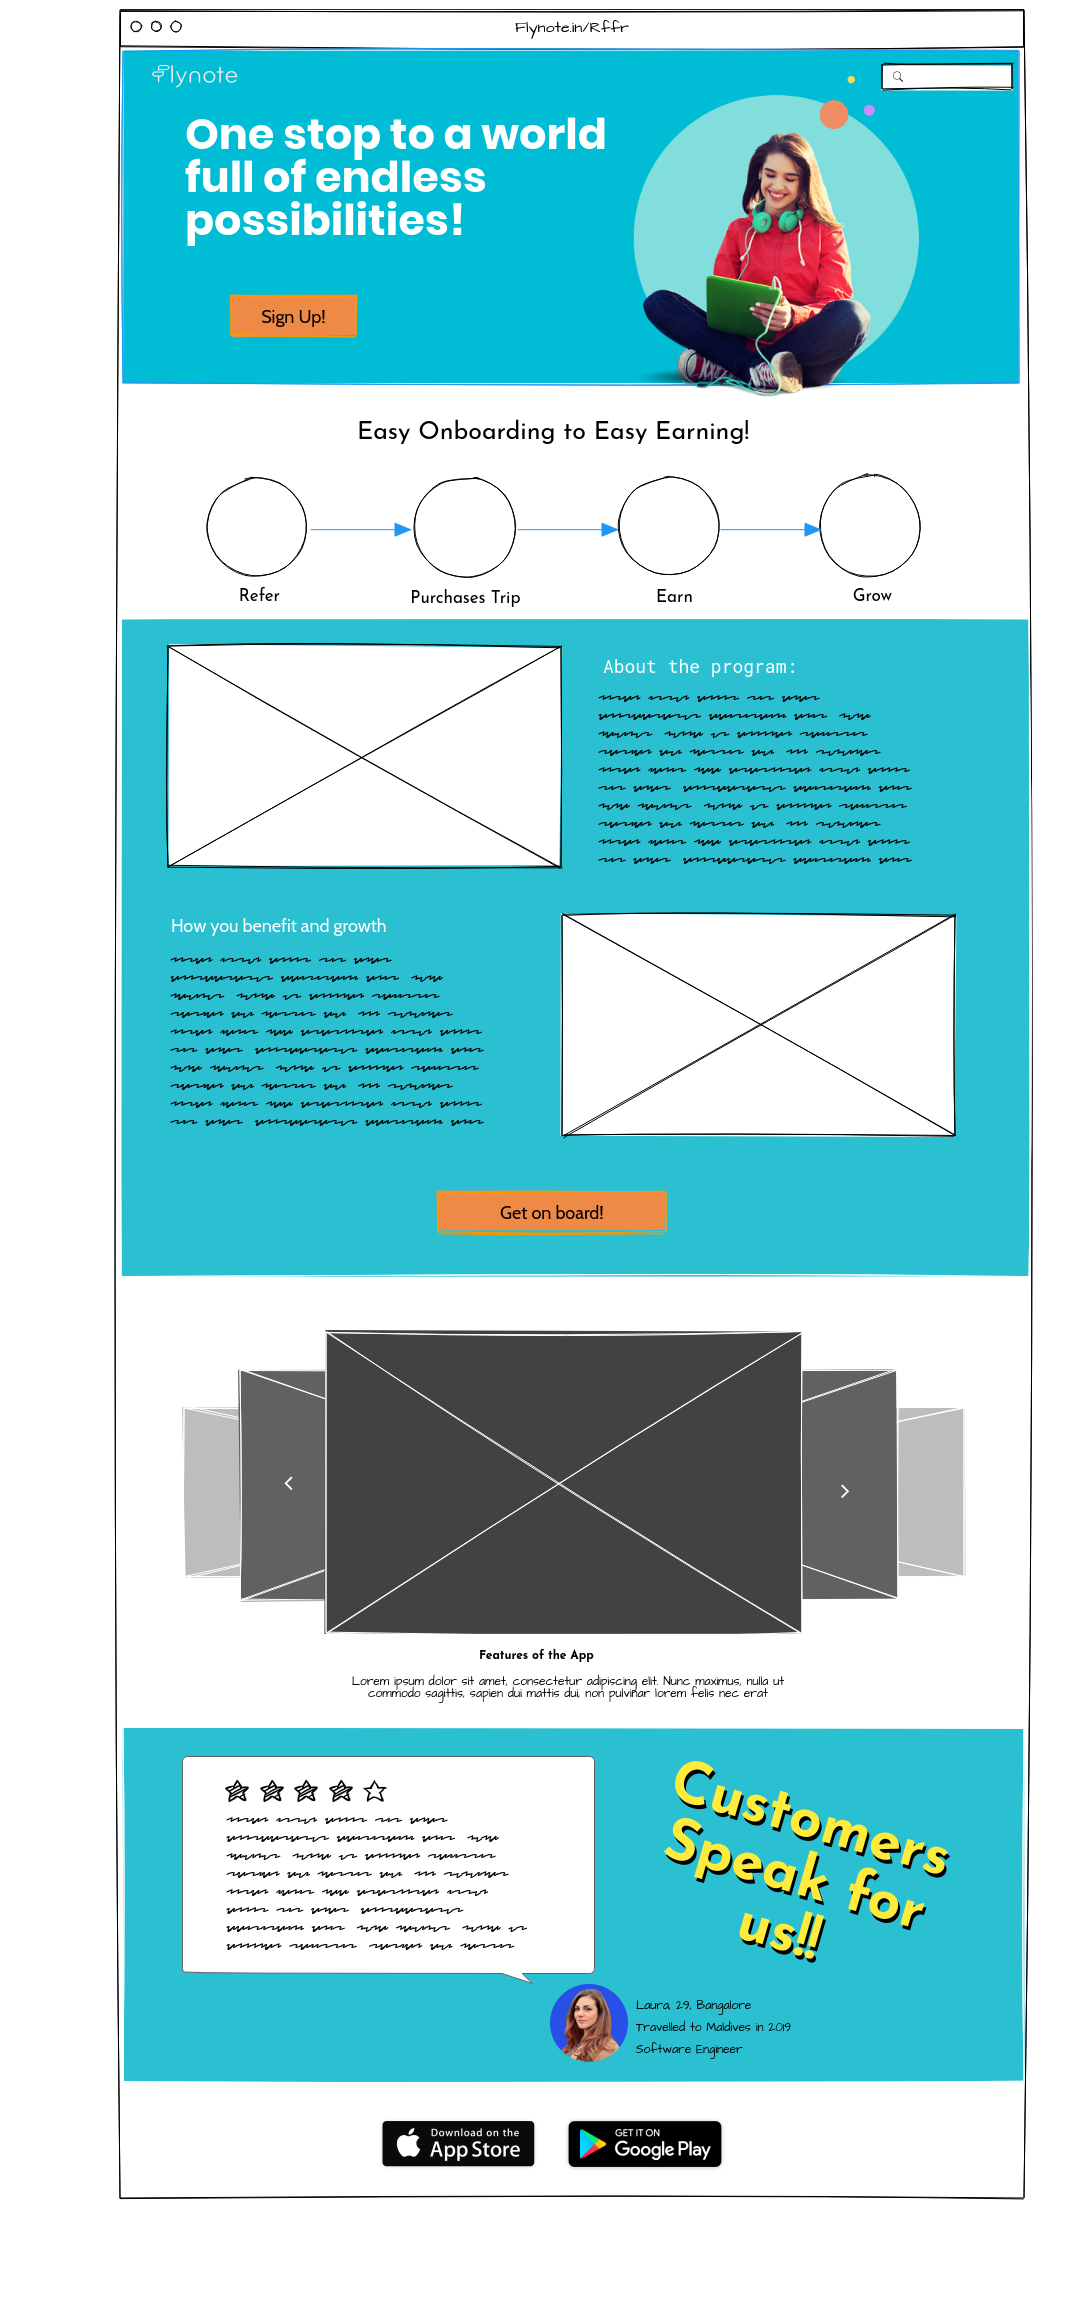 Flynote.in/Rffr
Flynote
One stop to a world
full of endless
possibilities!
Sign Up!
Easy Onboarding to Easy Earning!
Refer
Purchases Trip
Earn
Grow
About the program:
How you benefit and growth
Get on board!
Features of the App
Lorem ipsum dolor sit amet, consectetur adipiscing elit. Nunc maximus, nulla ut
commodo sagittis, sapien dui mattis dui, non pulvinar lorem felis nec erat
Customers
Speak for
us!!
Laura, 29, Bangalore
Travelled to Maldives in 2019
Software Engineer
Download on the
App Store
GET IT ON
Google Play